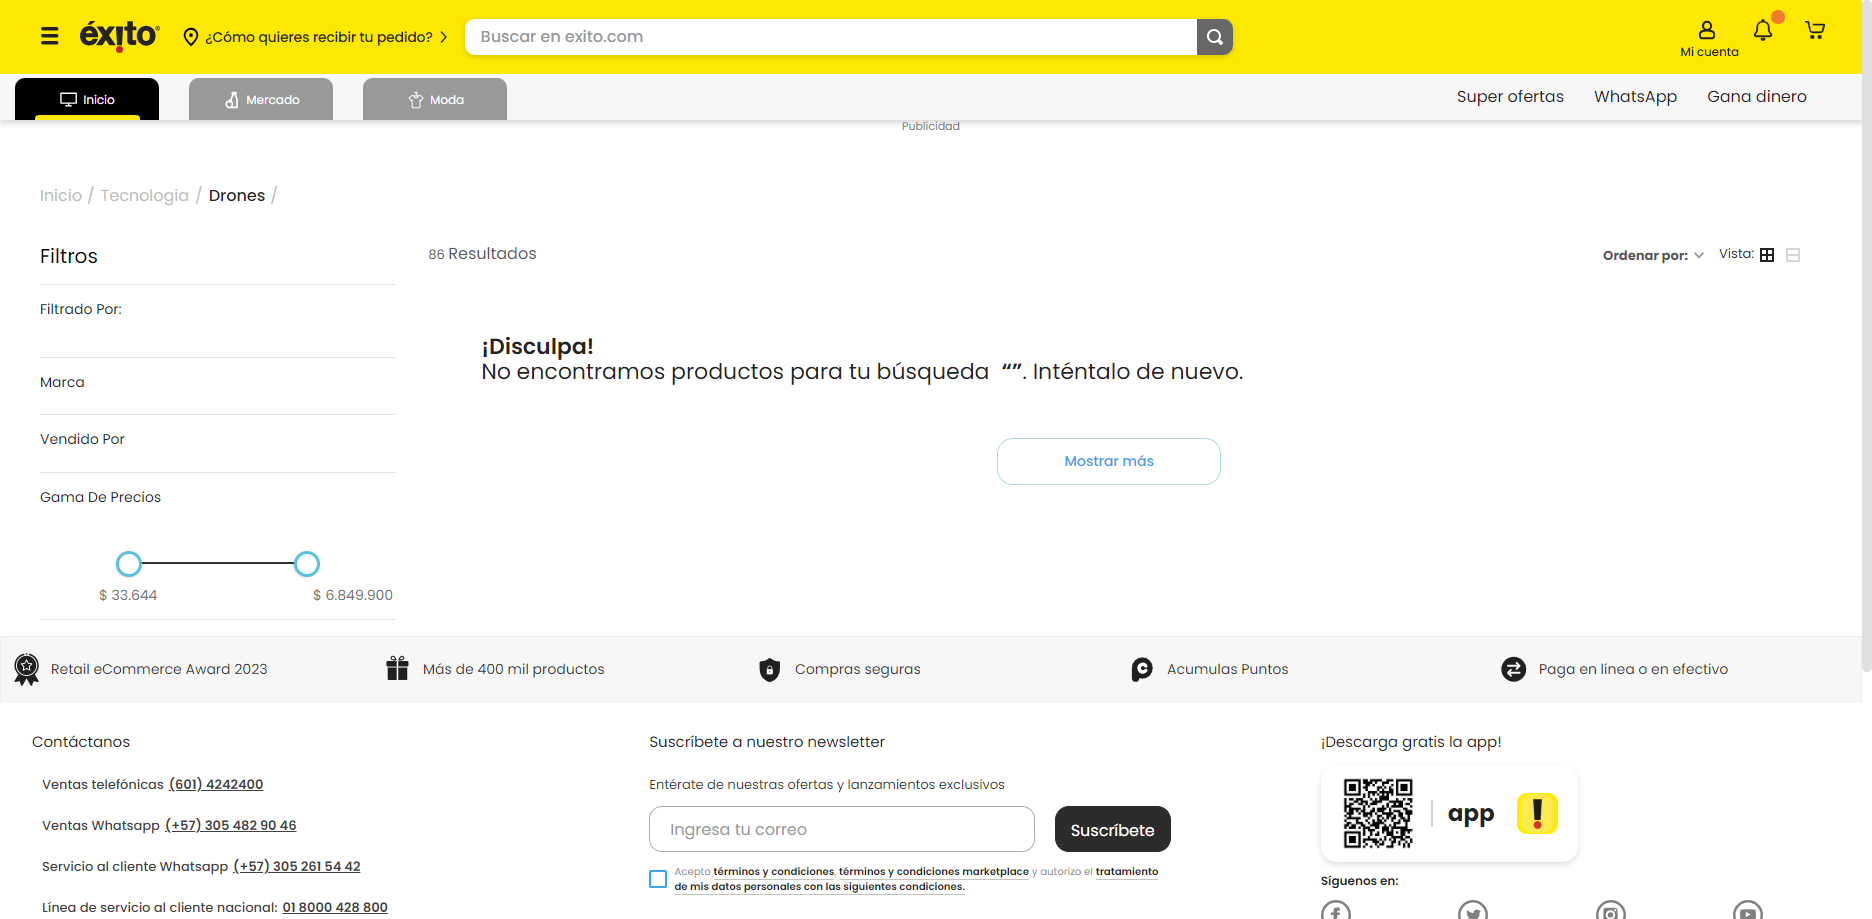 éxito
¿Cómo quieres recibir tu pedido?
Buscar en exito.com
Mi cuenta
Inicio
Mercado
Moda
Super ofertas
WhatsApp
Gana dinero
Publicidad
Inicio / Tecnologia / Drones /
Filtros
86 Resultados
Ordenar por:
Vista:
Filtrado Por:
¡Disculpa!
No encontramos productos para tu búsqueda “”. Inténtalo de nuevo.
Marca
Vendido Por
Mostrar más
Gama De Precios
$ 33.644
$ 6.849.900
Retail eCommerce Award 2023
Más de 400 mil productos
Compras seguras
Acumulas Puntos
Paga en línea o en efectivo
Contáctanos
Ventas telefónicas (601) 4242400
Ventas Whatsapp (+57) 305 482 90 46
Servicio al cliente Whatsapp (+57) 305 261 54 42
Línea de servicio al cliente nacional: 01 8000 428 800
Suscríbete a nuestro newsletter
Entérate de nuestras ofertas y lanzamientos exclusivos
Ingresa tu correo
Suscríbete
Acepto términos y condiciones, términos y condiciones marketplace y autorizo el tratamiento
de mis datos personales con las siguientes condiciones.
¡Descarga gratis la app!
app
Síguenos en: